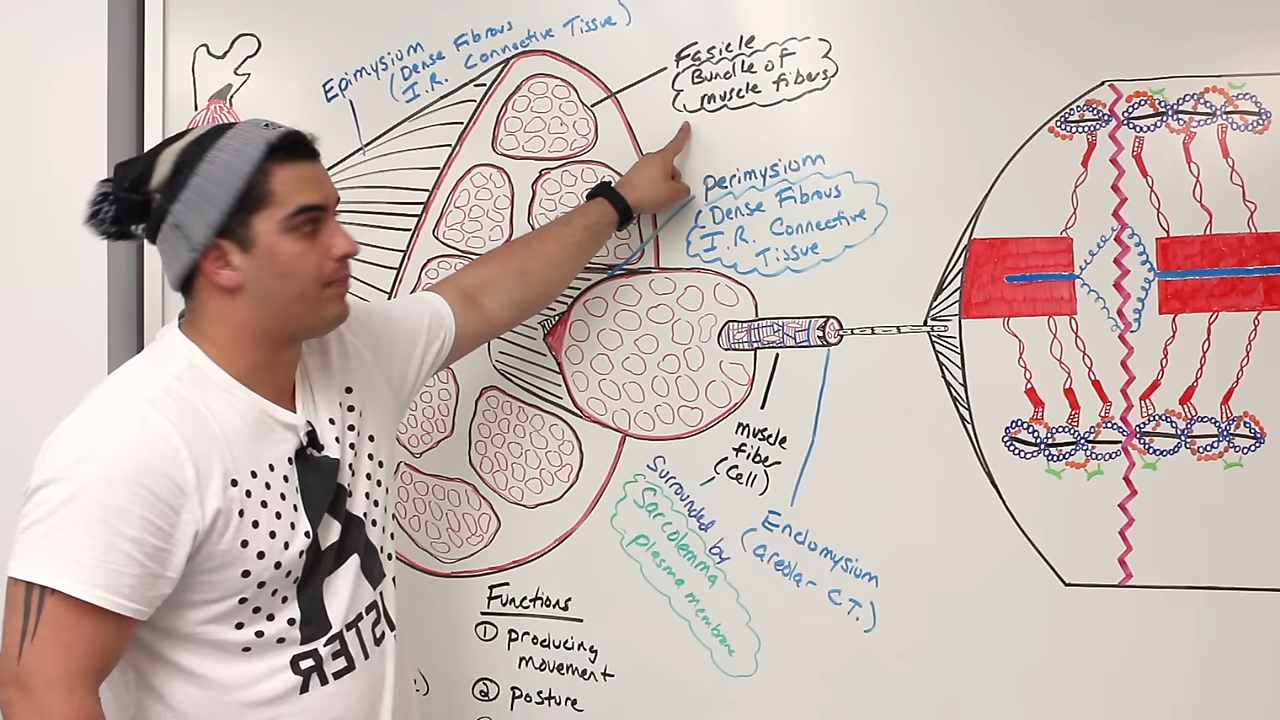 Epimysium
(Dense Fibrous
I.R. Connective Tissue)
Fasicle
(Bundle of
muscle fibers)
perimysium
(Dense Fibrous
I.R. Connective
Tissue
muscle
fiber
(Cell)
Surrounded by
Sarcolemma
plasma membrane
Endomysium
(areolar C.T.)
Functions
① producing
movement
② posture